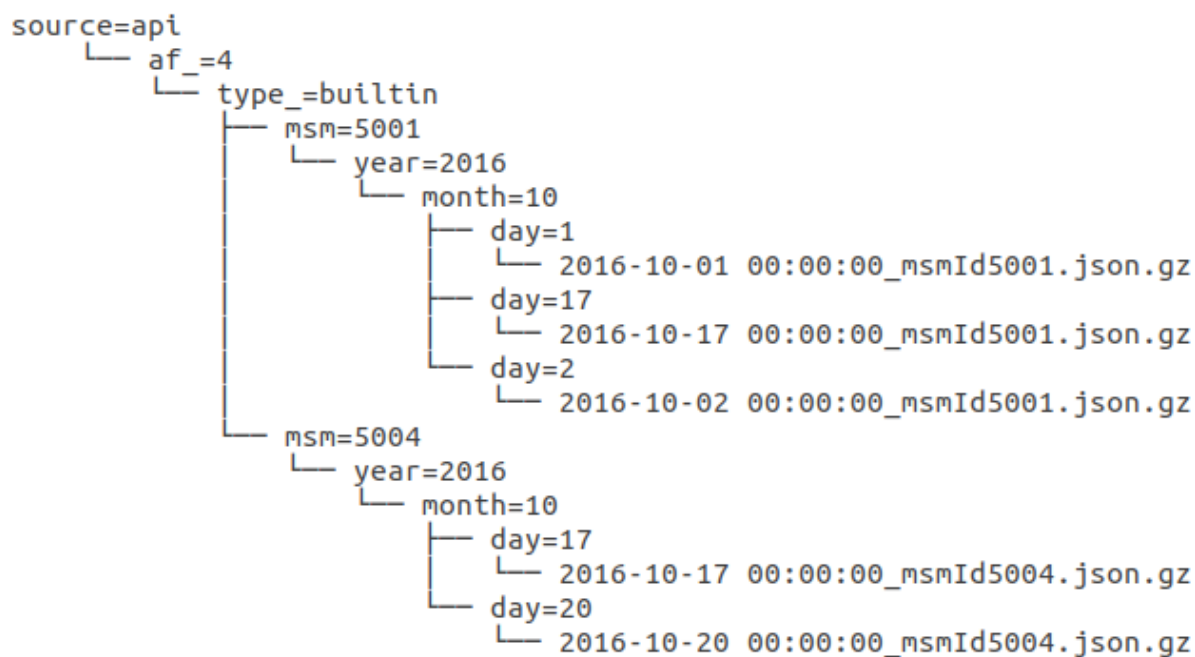 source=api
└── af_=4
└── type_=builtin
├── msm=5001
│ └── year=2016
│ └── month=10
│ ├── day=1
│ │ └── 2016-10-01 00:00:00_msmId5001.json.gz
│ ├── day=17
│ │ └── 2016-10-17 00:00:00_msmId5001.json.gz
│ └── day=2
│ └── 2016-10-02 00:00:00_msmId5001.json.gz
└── msm=5004
└── year=2016
└── month=10
├── day=17
│ └── 2016-10-17 00:00:00_msmId5004.json.gz
└── day=20
└── 2016-10-20 00:00:00_msmId5004.json.gz